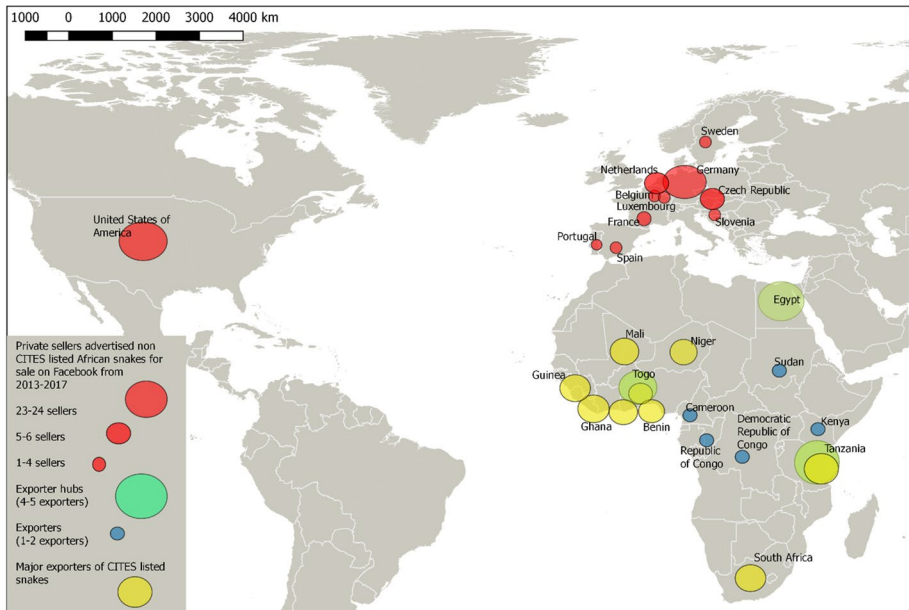 1000 0 1000 2000 3000 4000 km
Sweden
Netherlands
Germany
Belgium
Czech Republic
Luxembourg
United States of
America
France
Slovenia
Portugal
Spain
Egypt
Mali
Niger
Sudan
Guinea
Togo
Ghana
Benin
Cameroon
Democratic
Republic of
Congo
Kenya
Republic
of Congo
Tanzania
South Africa
Private sellers advertised non
CITES listed African snakes for
sale on Facebook from
2013-2017
23-24 sellers
5-6 sellers
1-4 sellers
Exporter hubs
(4-5 exporters)
Exporters
(1-2 exporters)
Major exporters of CITES listed
snakes